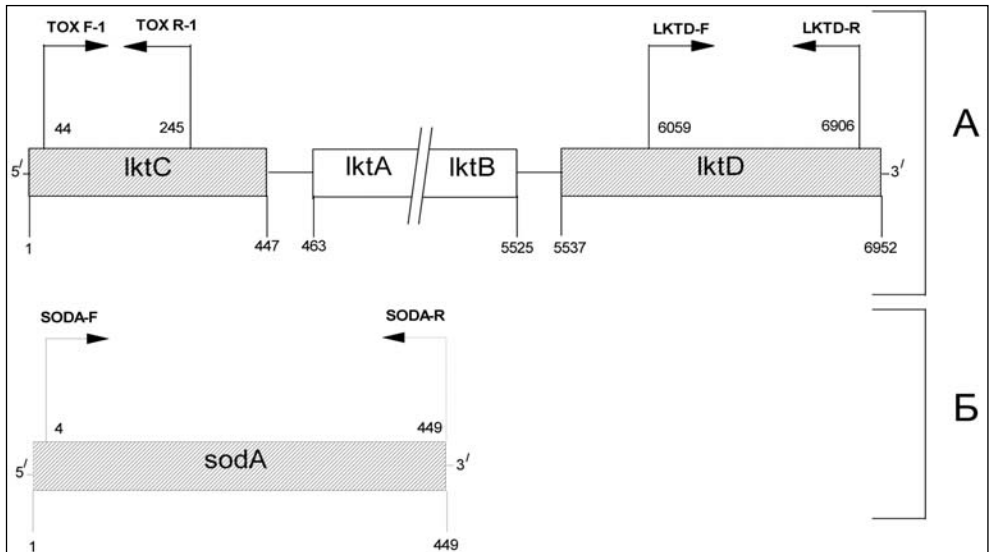 TOX F-1 TOX R-1 LKTD-F LKTD-R
44 245 6059 6906
А
5′ lktC lktA lktB lktD 3′
1 447 463 5525 5537 6952
SODA-F SODA-R
Б
4 449
5′ sodA 3′
1 449